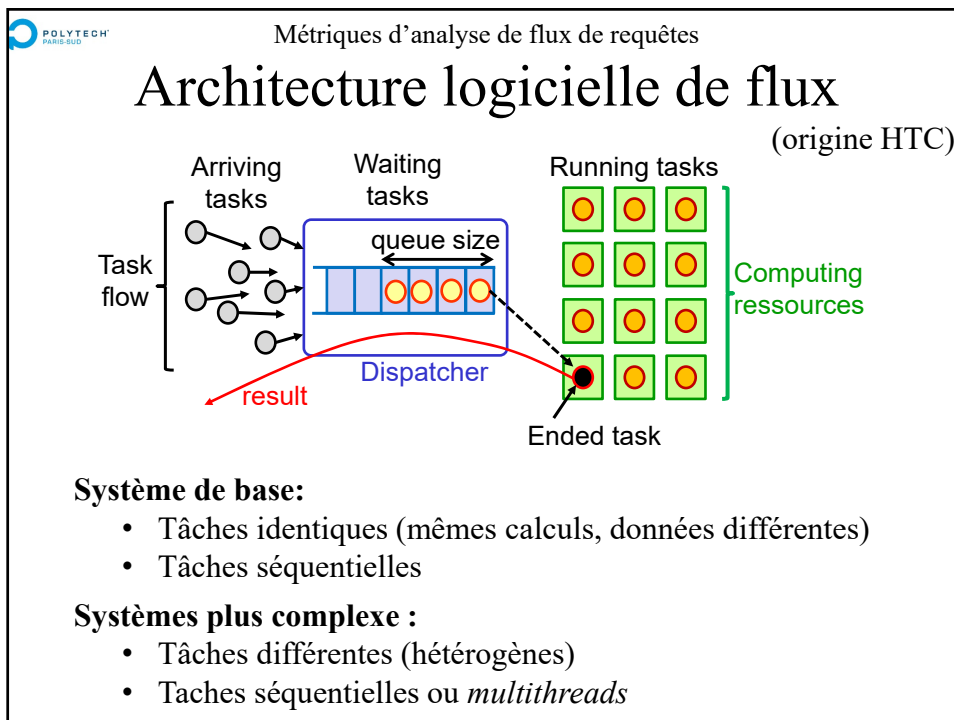 POLYTECH
PARIS-SUD
Métriques d'analyse de flux de requêtes
Architecture logicielle de flux
(origine HTC)
Arriving
tasks
Waiting
tasks
Running tasks
queue size
Task
flow
Computing
ressources
Dispatcher
result
Ended task
Système de base:
• Tâches identiques (mêmes calculs, données différentes)
• Tâches séquentielles
Systèmes plus complexe :
• Tâches différentes (hétérogènes)
• Taches séquentielles ou multithreads